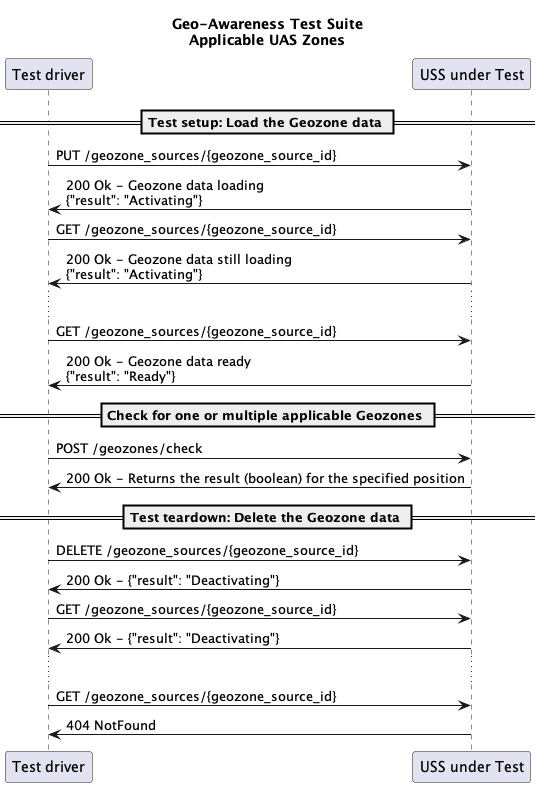 Geo-Awareness Test Suite
Applicable UAS Zones
Test driver
USS under Test
Test setup: Load the Geozone data
PUT /geozone_sources/{geozone_source_id}
200 Ok - Geozone data loading
{"result": "Activating"}
GET /geozone_sources/{geozone_source_id}
200 Ok - Geozone data still loading
{"result": "Activating"}
GET /geozone_sources/{geozone_source_id}
200 Ok - Geozone data ready
{"result": "Ready"}
Check for one or multiple applicable Geozones
POST /geozones/check
200 Ok - Returns the result (boolean) for the specified position
Test teardown: Delete the Geozone data
DELETE /geozone_sources/{geozone_source_id}
200 Ok - {"result": "Deactivating"}
GET /geozone_sources/{geozone_source_id}
200 Ok - {"result": "Deactivating"}
GET /geozone_sources/{geozone_source_id}
404 NotFound
Test driver
USS under Test